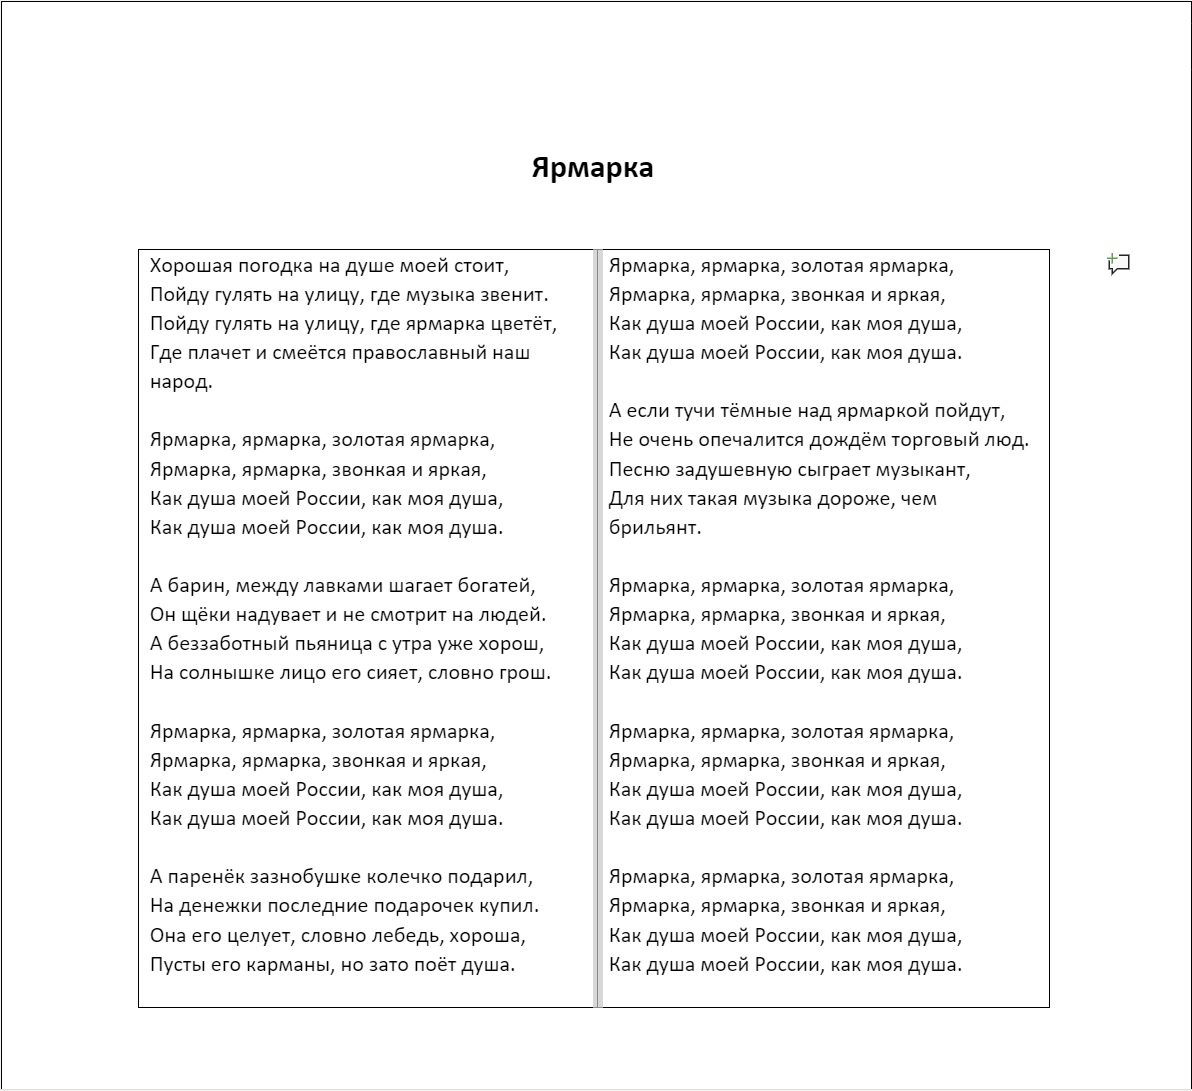 Ярмарка
Хорошая погодка на душе моей стоит,
Пойду гулять на улицу, где музыка звенит.
Пойду гулять на улицу, где ярмарка цветёт,
Где плачет и смеётся православный наш
народ.
Ярмарка, ярмарка, золотая ярмарка,
Ярмарка, ярмарка, звонкая и яркая,
Как душа моей России, как моя душа,
Как душа моей России, как моя душа.
А барин, между лавками шагает богатей,
Он щёки надувает и не смотрит на людей.
А беззаботный пьяница с утра уже хорош,
На солнышке лицо его сияет, словно грош.
Ярмарка, ярмарка, золотая ярмарка,
Ярмарка, ярмарка, звонкая и яркая,
Как душа моей России, как моя душа,
Как душа моей России, как моя душа.
А паренёк зазнобушке колечко подарил,
На денежки последние подарочек купил.
Она его целует, словно лебедь, хороша,
Пусты его карманы, но зато поёт душа.
Ярмарка, ярмарка, золотая ярмарка,
Ярмарка, ярмарка, звонкая и яркая,
Как душа моей России, как моя душа,
Как душа моей России, как моя душа.
А если тучи тёмные над ярмаркой пойдут,
Не очень опечалится дождём торговый люд.
Песню задушевную сыграет музыкант,
Для них такая музыка дороже, чем
брильянт.
Ярмарка, ярмарка, золотая ярмарка,
Ярмарка, ярмарка, звонкая и яркая,
Как душа моей России, как моя душа,
Как душа моей России, как моя душа.
Ярмарка, ярмарка, золотая ярмарка,
Ярмарка, ярмарка, звонкая и яркая,
Как душа моей России, как моя душа,
Как душа моей России, как моя душа.
Ярмарка, ярмарка, золотая ярмарка,
Ярмарка, ярмарка, звонкая и яркая,
Как душа моей России, как моя душа,
Как душа моей России, как моя душа.